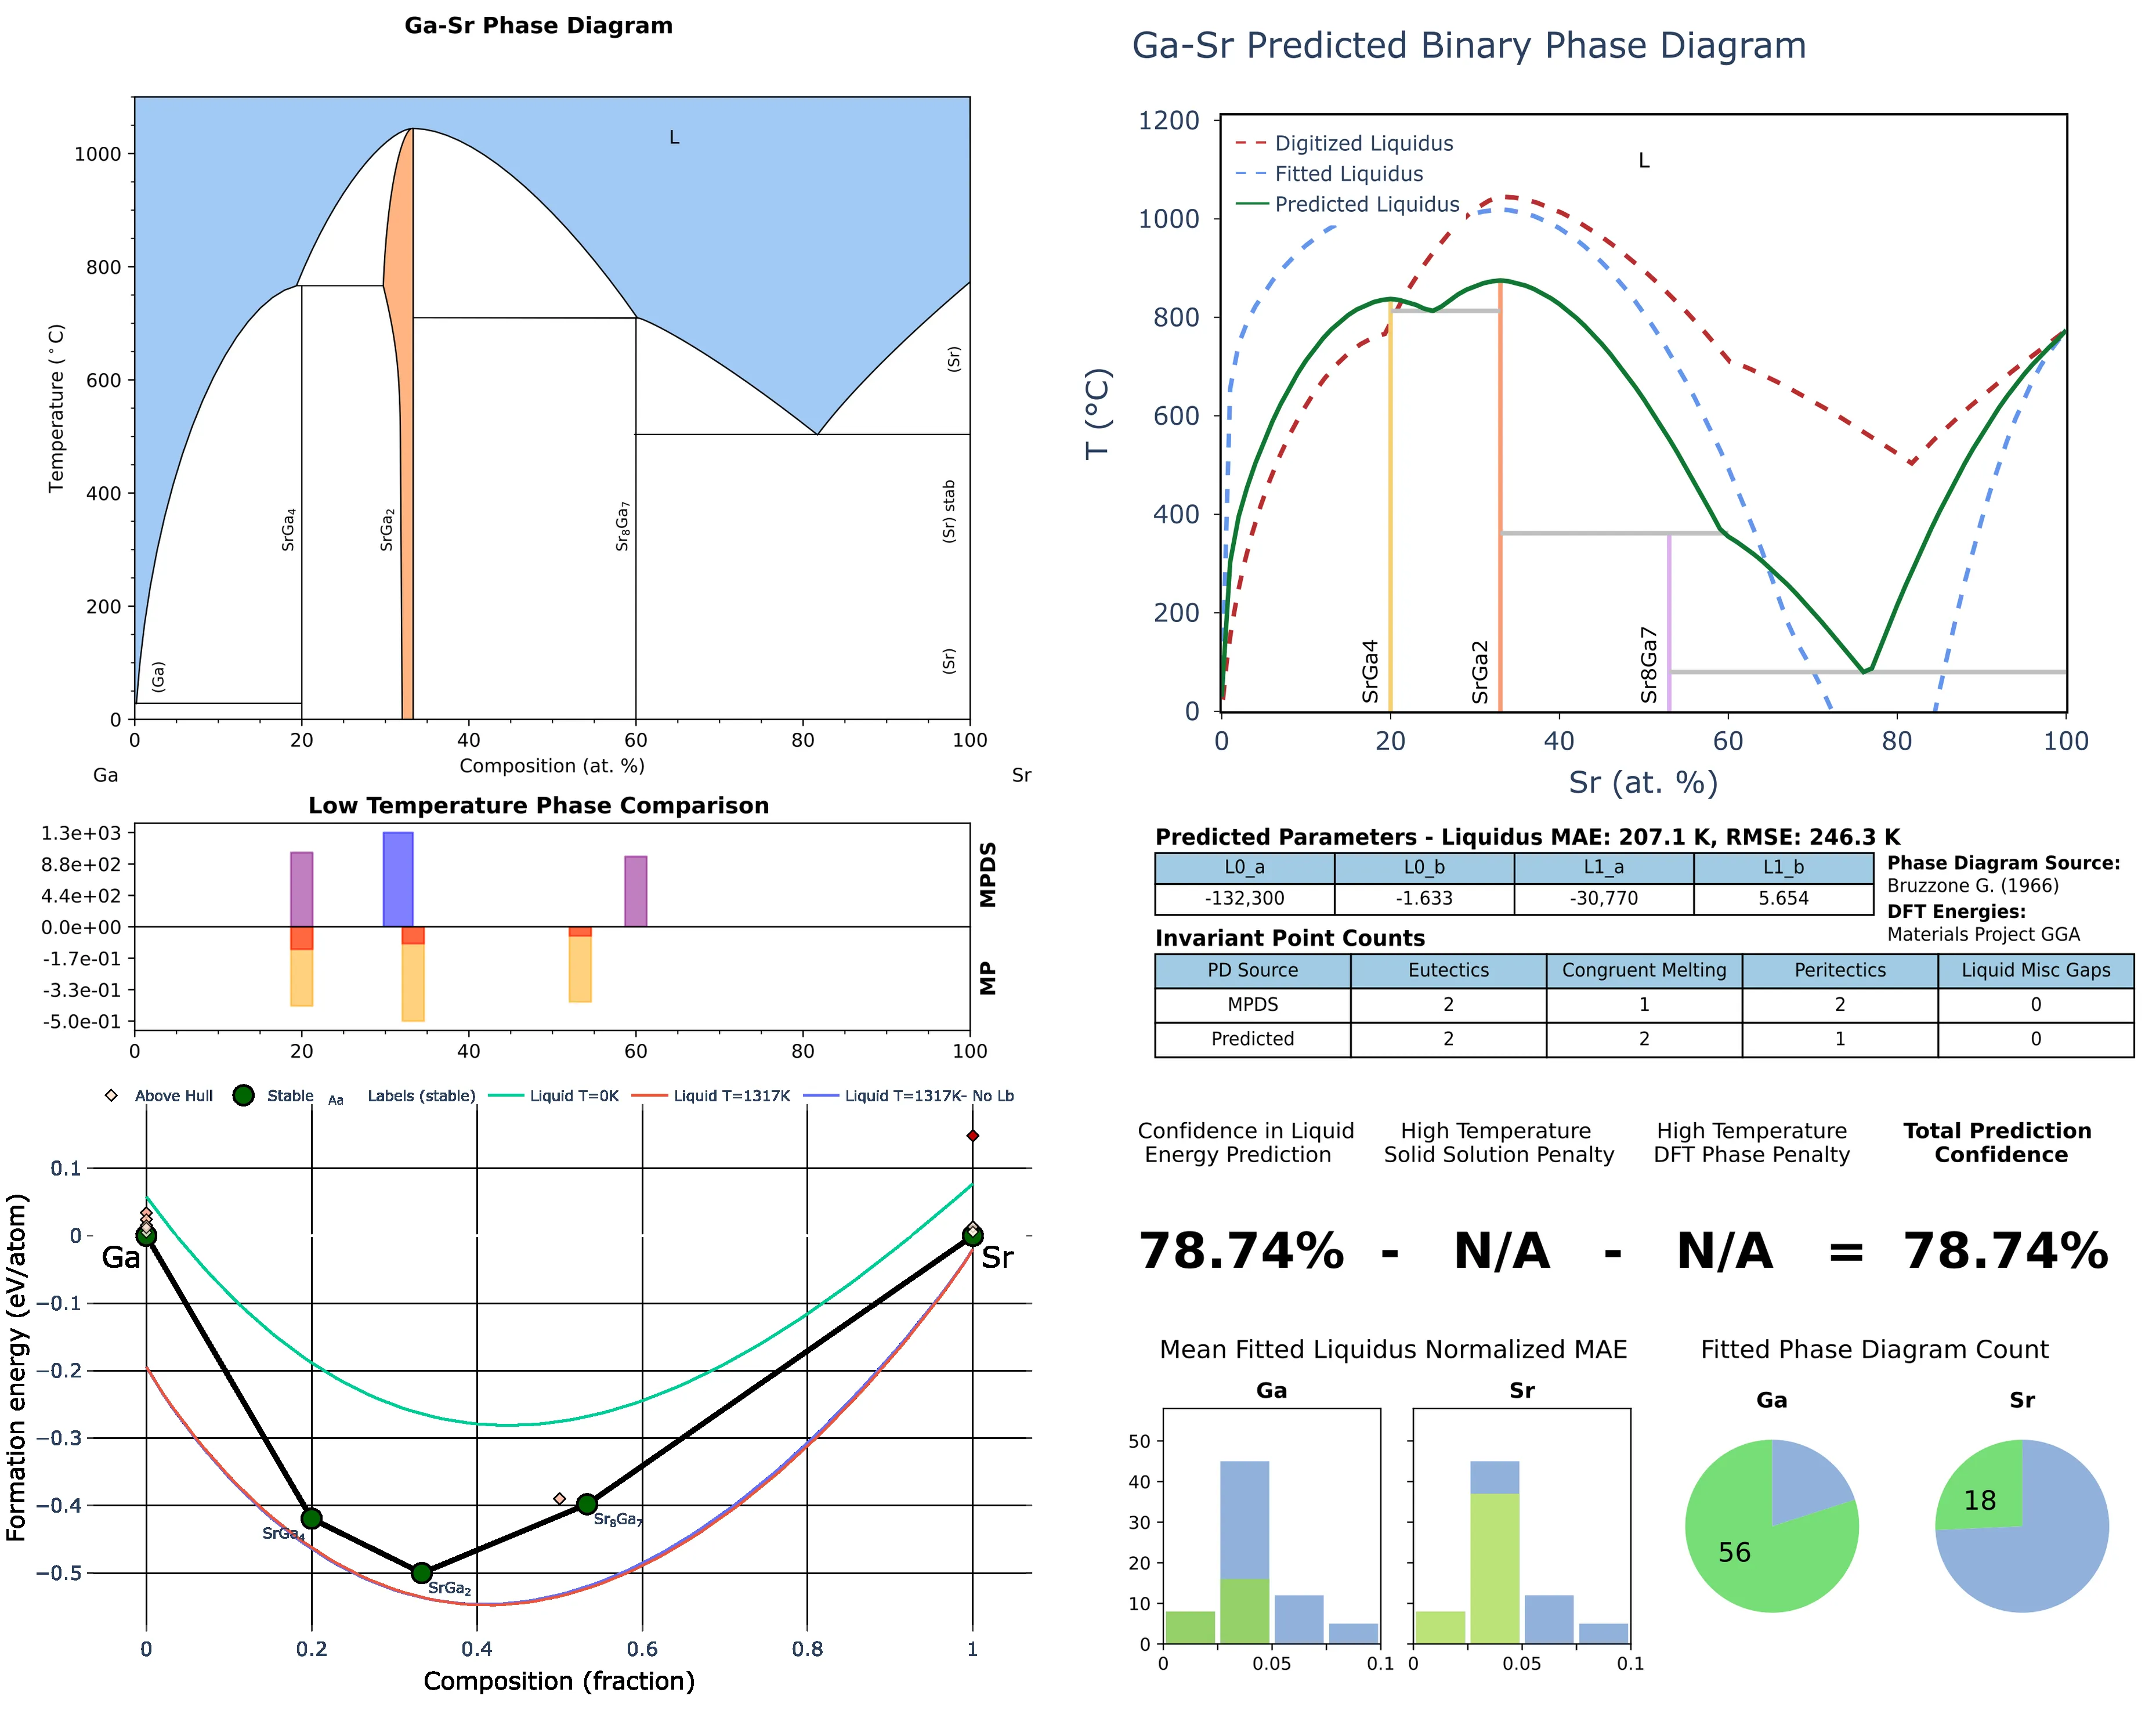 Ga-Sr Phase Diagram
Temperature (°C)
1000
800
600
400
200
0
L
(Ga)
SrGa4
SrGa2
Sr8Ga7
(Sr)
(Sr) stab
(Sr)
0 20 40 60 80 100
Composition (at. %)
Ga Sr
Low Temperature Phase Comparison
1.3e+03
8.8e+02
4.4e+02
0.0e+00
-1.7e-01
-3.3e-01
-5.0e-01
MPDS
MP
0 20 40 60 80 100
Above Hull Stable Aa Labels (stable) Liquid T=0K Liquid T=1317K Liquid T=1317K- No Lb
Formation energy (eV/atom)
0.1
0
−0.1
−0.2
−0.3
−0.4
−0.5
Ga
Sr
SrGa4
SrGa2
Sr8Ga7
0 0.2 0.4 0.6 0.8 1
Composition (fraction)
Ga-Sr Predicted Binary Phase Diagram
T (°C)
1200
1000
800
600
400
200
0
Digitized Liquidus
Fitted Liquidus
Predicted Liquidus
L
SrGa4
SrGa2
Sr8Ga7
0 20 40 60 80 100
Sr (at. %)
Predicted Parameters - Liquidus MAE: 207.1 K, RMSE: 246.3 K
L0_a L0_b L1_a L1_b
-132,300 -1.633 -30,770 5.654
Phase Diagram Source:
Bruzzone G. (1966)
DFT Energies:
Materials Project GGA
Invariant Point Counts
PD Source Eutectics Congruent Melting Peritectics Liquid Misc Gaps
MPDS 2 1 2 0
Predicted 2 2 1 0
Confidence in Liquid
Energy Prediction
High Temperature
Solid Solution Penalty
High Temperature
DFT Phase Penalty
Total Prediction
Confidence
78.74% - N/A - N/A = 78.74%
Mean Fitted Liquidus Normalized MAE
Ga
Sr
50
40
30
20
10
0
0 0.05 0.1
0 0.05 0.1
Fitted Phase Diagram Count
Ga
Sr
56
18